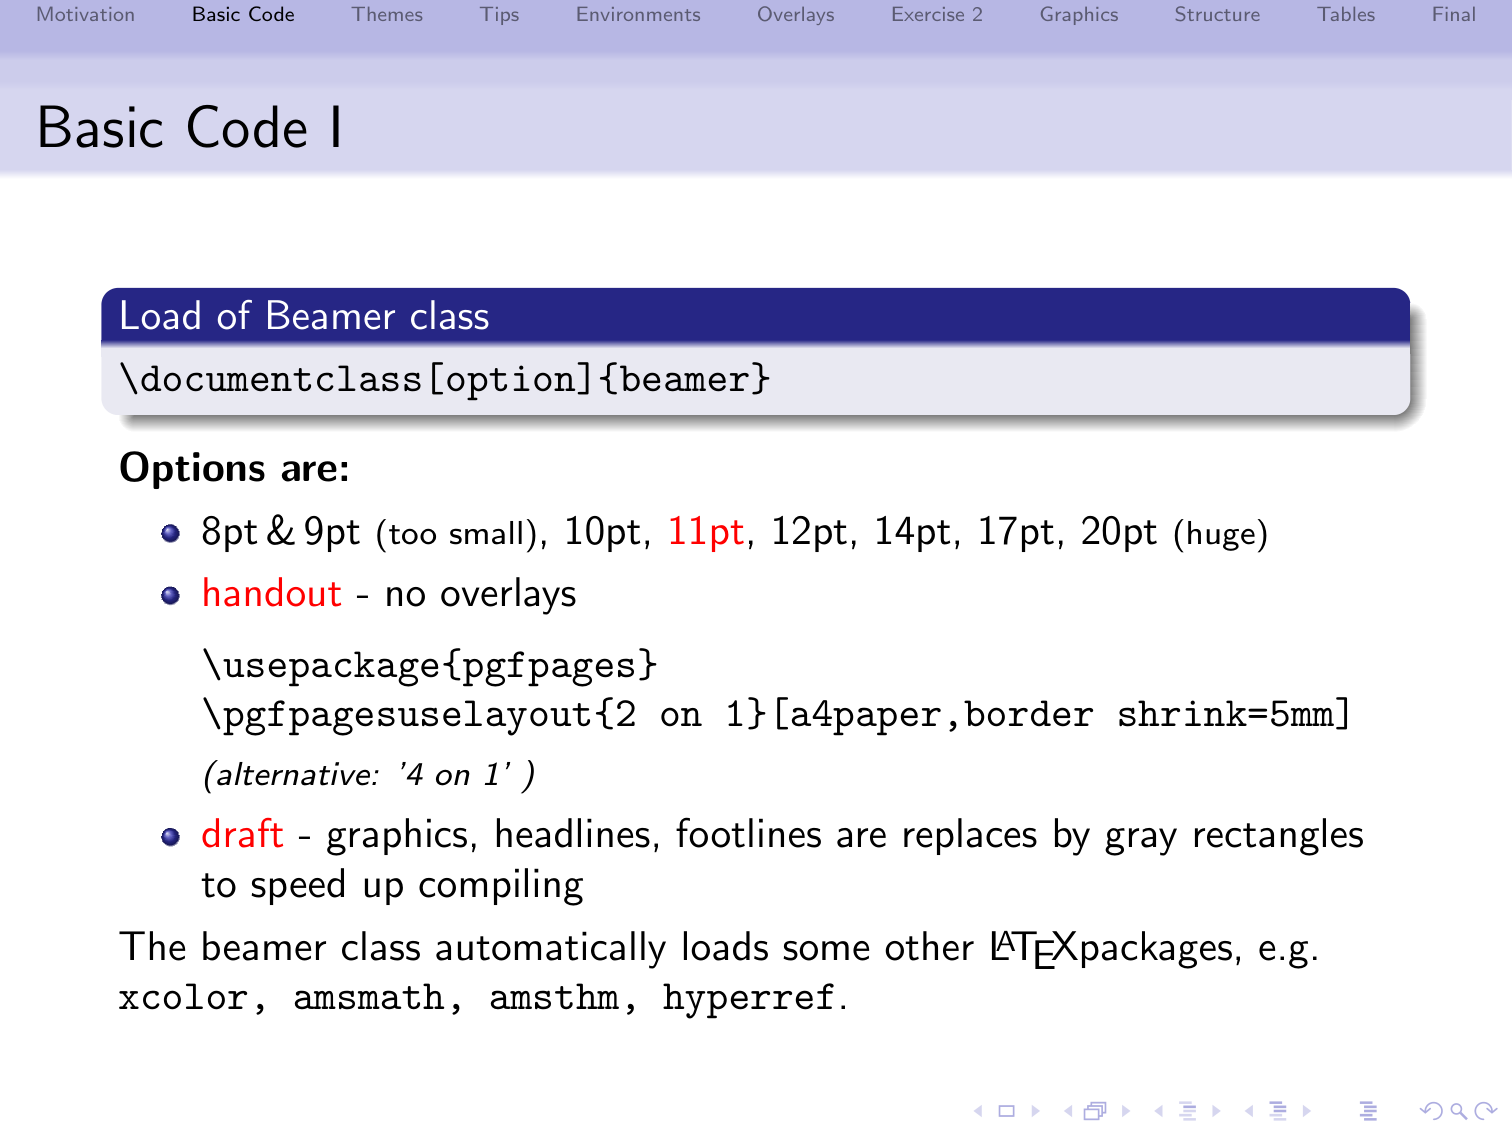 Motivation Basic Code Themes Tips Environments Overlays Exercise 2 Graphics Structure Tables Final
Basic Code I
Load of Beamer class
\documentclass[option]{beamer}
Options are:
8pt & 9pt (too small), 10pt, 11pt, 12pt, 14pt, 17pt, 20pt (huge)
handout - no overlays
\usepackage{pgfpages}
\pgfpagesuselayout{2 on 1}[a4paper,border shrink=5mm]
(alternative: '4 on 1' )
draft - graphics, headlines, footlines are replaces by gray rectangles
to speed up compiling
The beamer class automatically loads some other LATEXpackages, e.g.
xcolor, amsmath, amsthm, hyperref.